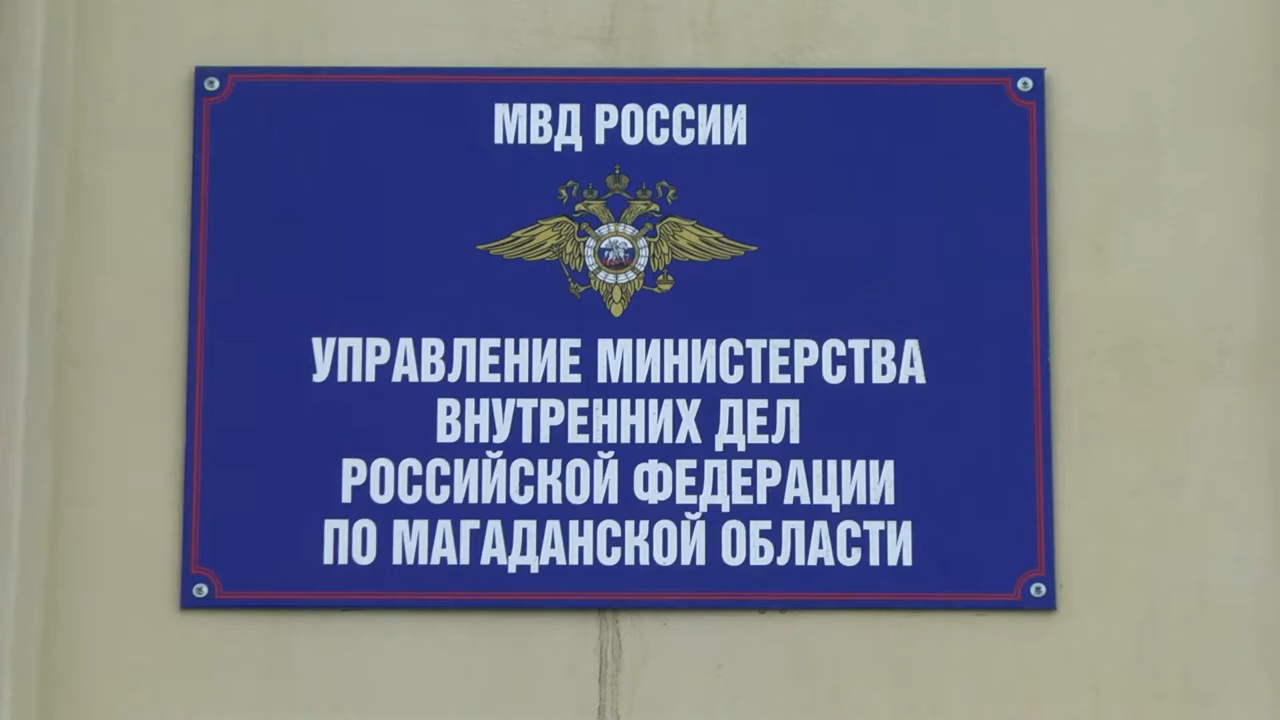 МВД РОССИИ
УПРАВЛЕНИЕ МИНИСТЕРСТВА
ВНУТРЕННИХ ДЕЛ
РОССИЙСКОЙ ФЕДЕРАЦИИ
ПО МАГАДАНСКОЙ ОБЛАСТИ